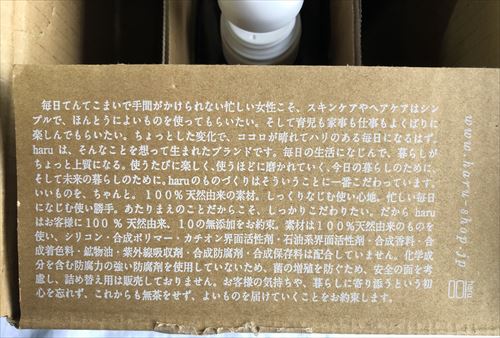 毎日てんてこまいで手間がかけられない忙しい女性こそ、スキンケアやヘアケアはシン
プルで、ほんとうによいものを使ってもらいたい。そして育児も家事も仕事もよくばりに
楽しんでもらいたい。ちょっとした変化で、ココロが晴れてハリのある毎日になるはず。
haru は、そんなことを想って生まれたブランドです。毎日の生活になじんで、暮らしが
ちょっと上質になる。使うたびに楽しく、使うほどに磨かれていく、今日の暮らしのために、
そして未来の暮らしのために。haruのものづくりはそういうことに一番こだわっています。
いいものを、ちゃんと。100%天然由来の素材。しっくりなじむ使い心地。忙しい毎日
になじむ使い勝手。あたりまえのことだからこそ、しっかりこだわりたい。だから haru
はお客様に100% 天然由来、10の無添加をお約束。素材は100%天然由来のものを
使い、シリコン・合成ポリマー・カチオン界面活性剤・石油系界面活性剤・合成香料・合
成着色料・鉱物油・紫外線吸収剤・合成防腐剤・合成保存料は配合していません。化学成
分を含む防腐力の強い防腐剤を使用していないため、菌の増殖を防ぐため、安全の面を考
慮し、詰め替え用は販売しておりません。お客様の気持ちや、暮らしに寄り添うという初
心を忘れず、これからも無茶をせず、よいものを届けていくことをお約束します。
www.haru-shop.jp
haru